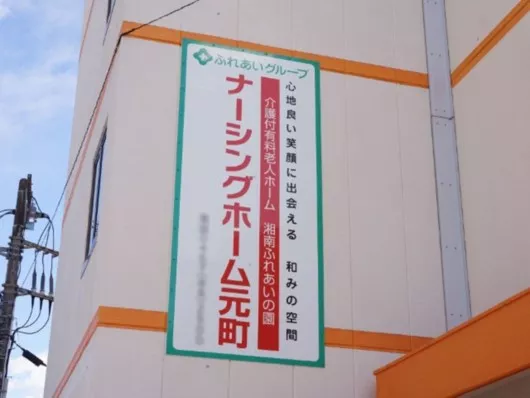 ふれあいグループ
心地良い笑顔に出会える 和みの空間
介護付有料老人ホーム 湘南ふれあいの園
ナーシングホーム元町